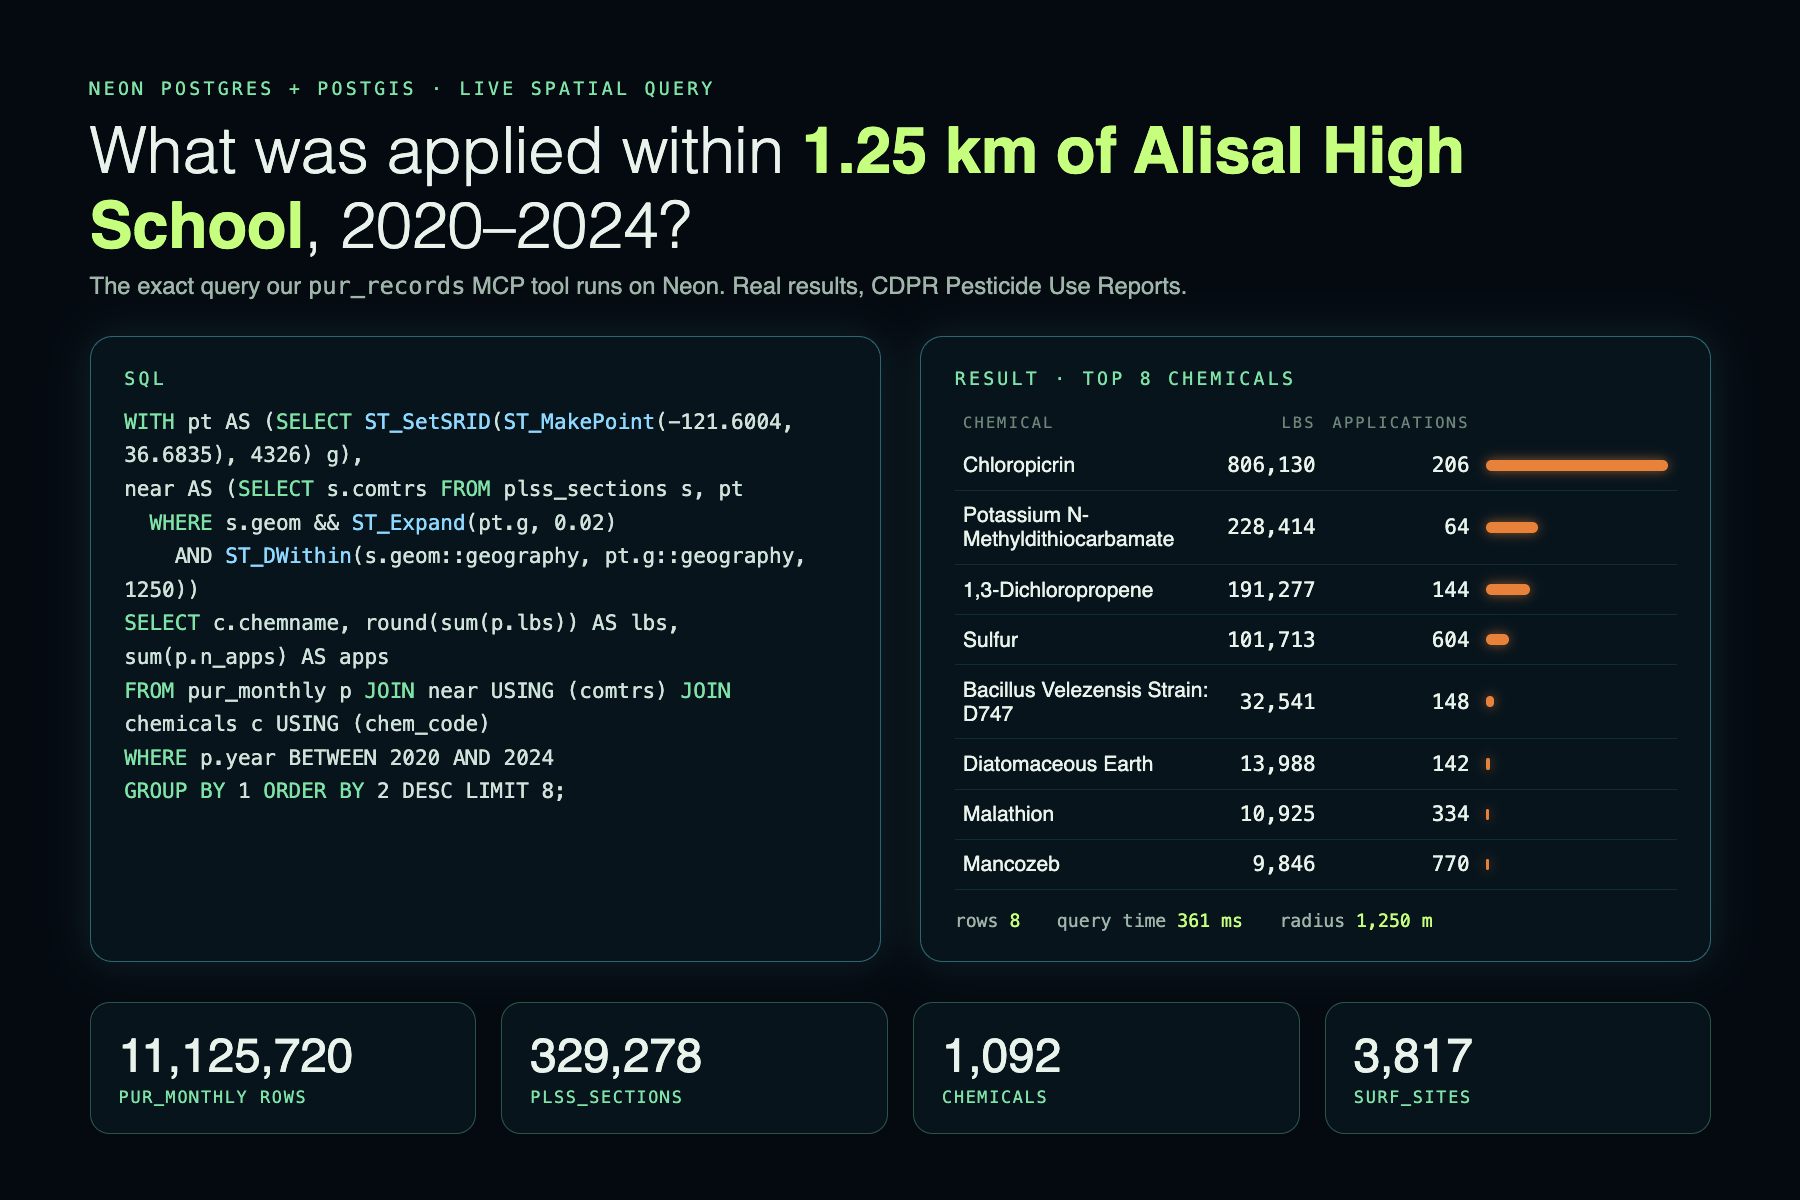 NEON POSTGRES + POSTGIS · LIVE SPATIAL QUERY
What was applied within 1.25 km of Alisal High
School, 2020–2024?
The exact query our pur_records MCP tool runs on Neon. Real results, CDPR Pesticide Use Reports.
SQL
WITH pt AS (SELECT ST_SetSRID(ST_MakePoint(-121.6004,
36.6835), 4326) g),
near AS (SELECT s.comtrs FROM plss_sections s, pt
WHERE s.geom && ST_Expand(pt.g, 0.02)
AND ST_DWithin(s.geom::geography, pt.g::geography,
1250))
SELECT c.chemname, round(sum(p.lbs)) AS lbs,
sum(p.n_apps) AS apps
FROM pur_monthly p JOIN near USING (comtrs) JOIN
chemicals c USING (chem_code)
WHERE p.year BETWEEN 2020 AND 2024
GROUP BY 1 ORDER BY 2 DESC LIMIT 8;
RESULT · TOP 8 CHEMICALS
CHEMICAL LBS APPLICATIONS
Chloropicrin 806,130 206
Potassium N-
Methyldithiocarbamate 228,414 64
1,3-Dichloropropene 191,277 144
Sulfur 101,713 604
Bacillus Velezensis Strain:
D747 32,541 148
Diatomaceous Earth 13,988 142
Malathion 10,925 334
Mancozeb 9,846 770
rows 8 query time 361 ms radius 1,250 m
11,125,720
PUR_MONTHLY ROWS
329,278
PLSS_SECTIONS
1,092
CHEMICALS
3,817
SURF_SITES